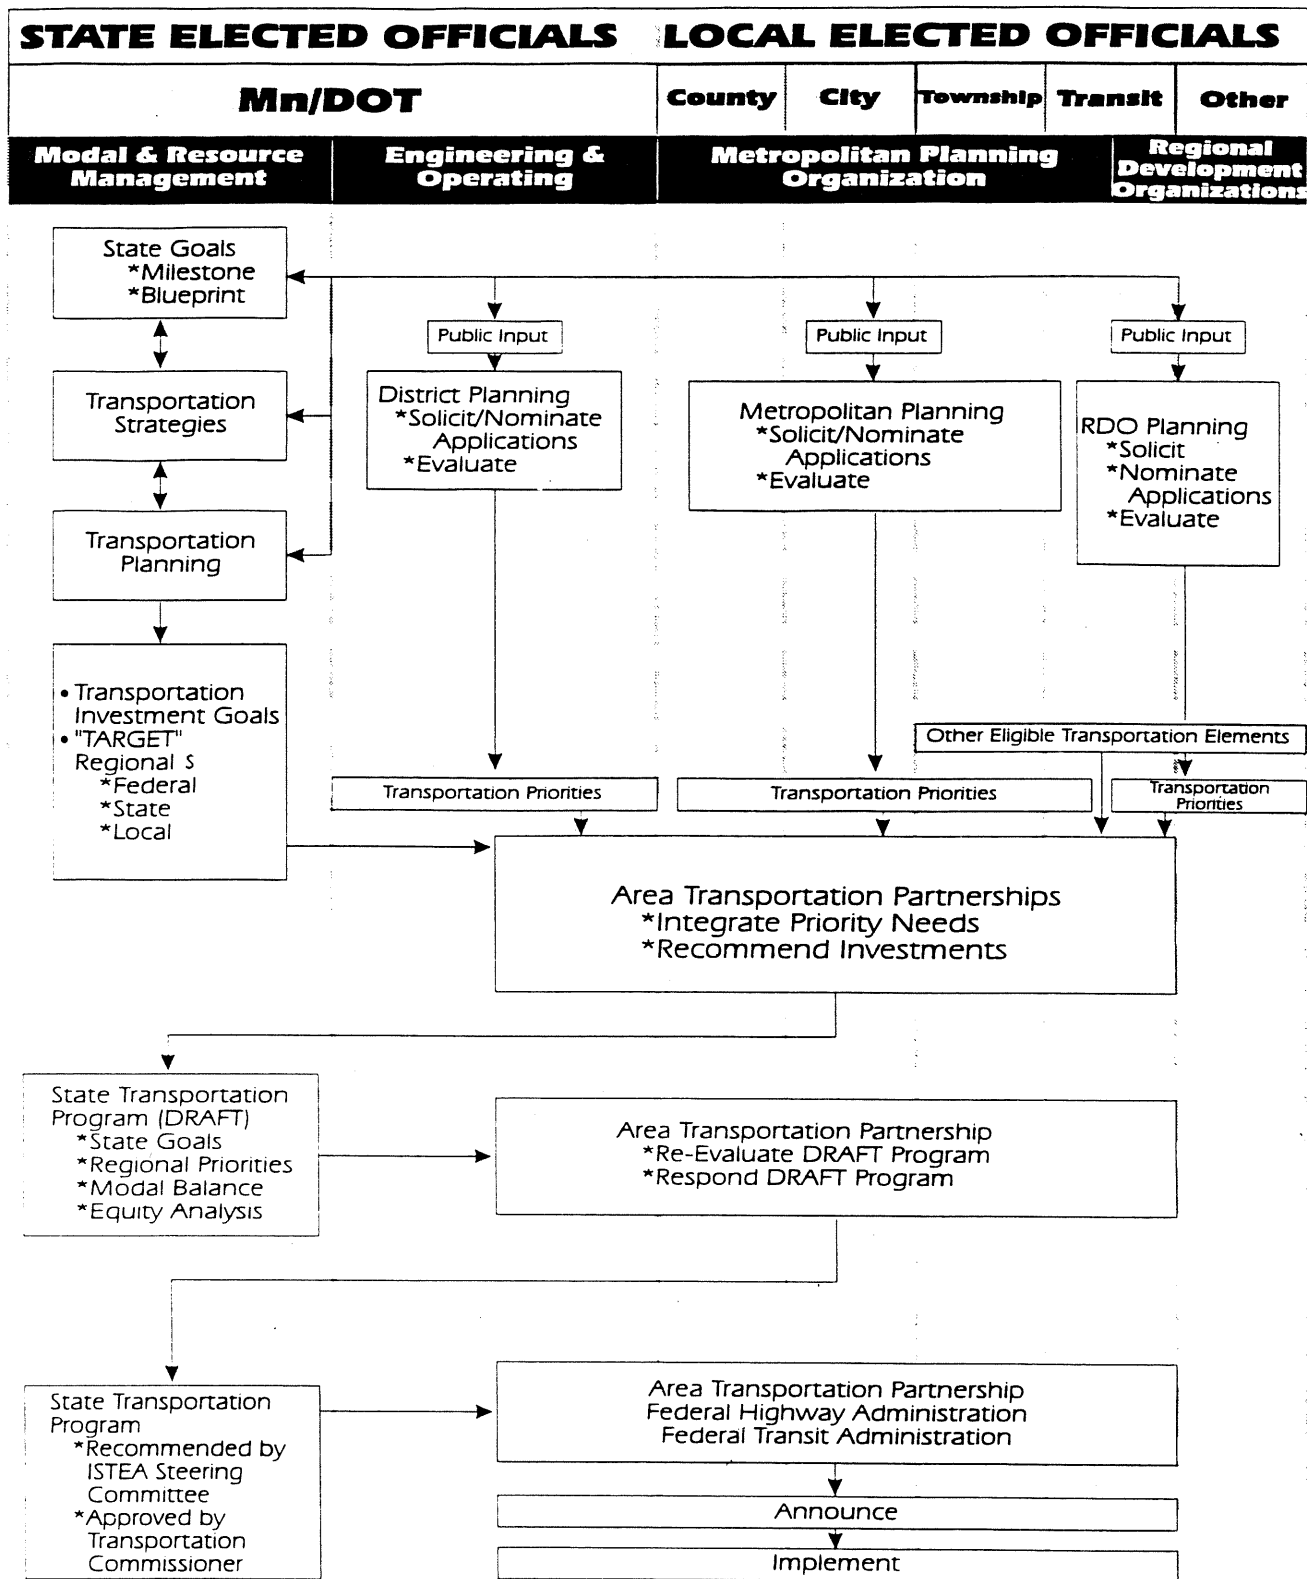 STATE ELECTED OFFICIALS
LOCAL ELECTED OFFICIALS
Mn/DOT
County
City
Township
Transit
Other
Modal & Resource
Management
Engineering &
Operating
Metropolitan Planning
Organization
Regional
Development
Organizations
State Goals
*Milestone
*Blueprint
Public Input
Public Input
Public Input
Transportation
Strategies
District Planning
*Solicit/Nominate
Applications
*Evaluate
Metropolitan Planning
*Solicit/Nominate
Applications
*Evaluate
RDO Planning
*Solicit
*Nominate
Applications
*Evaluate
Transportation
Planning
• Transportation
Investment Goals
• "TARGET"
Regional $
*Federal
*State
*Local
Other Eligible Transportation Elements
Transportation Priorities
Transportation Priorities
Transportation
Priorities
Area Transportation Partnerships
*Integrate Priority Needs
*Recommend Investments
State Transportation
Program (DRAFT)
*State Goals
*Regional Priorities
*Modal Balance
*Equity Analysis
Area Transportation Partnership
*Re-Evaluate DRAFT Program
*Respond DRAFT Program
State Transportation
Program
*Recommended by
ISTEA Steering
Committee
*Approved by
Transportation
Commissioner
Area Transportation Partnership
Federal Highway Administration
Federal Transit Administration
Announce
Implement